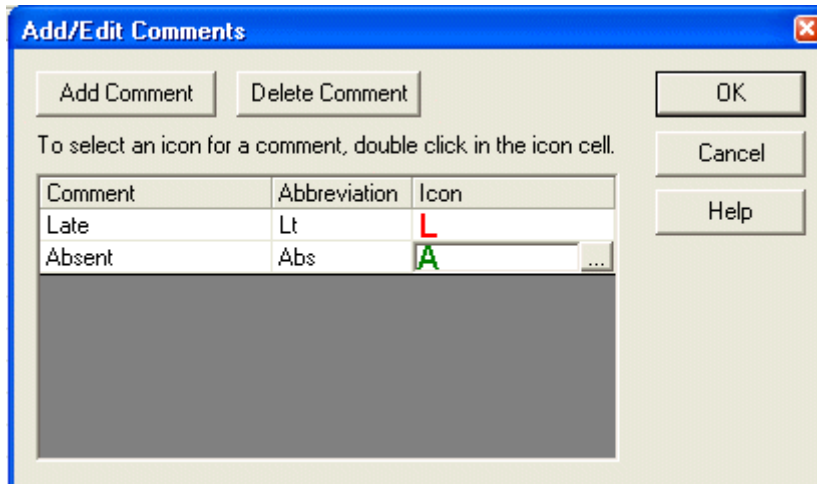 Add/Edit Comments
Add Comment Delete Comment OK
To select an icon for a comment, double click in the icon cell.
Cancel
Comment Abbreviation Icon
Help
Late Lt L
Absent Abs A ...